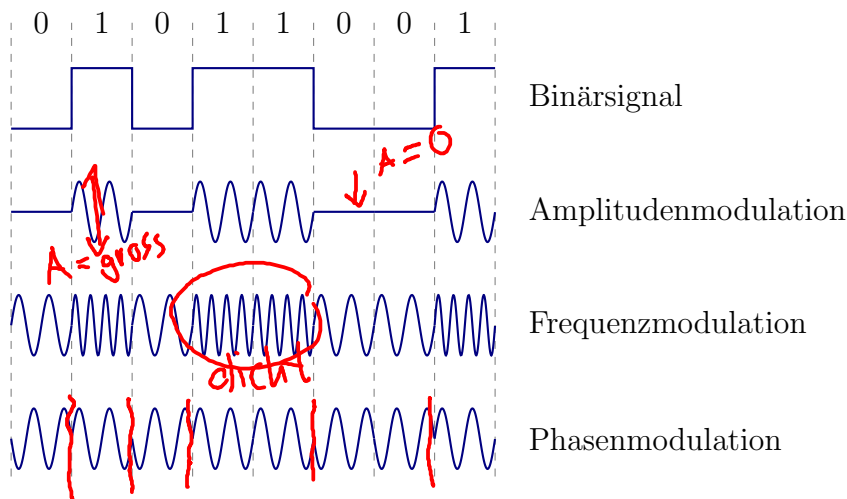 0 1 0 1 1 0 0 1
Binärsignal
A=0
Amplitudenmodulation
A=gross
Frequenzmodulation
dicht
Phasenmodulation